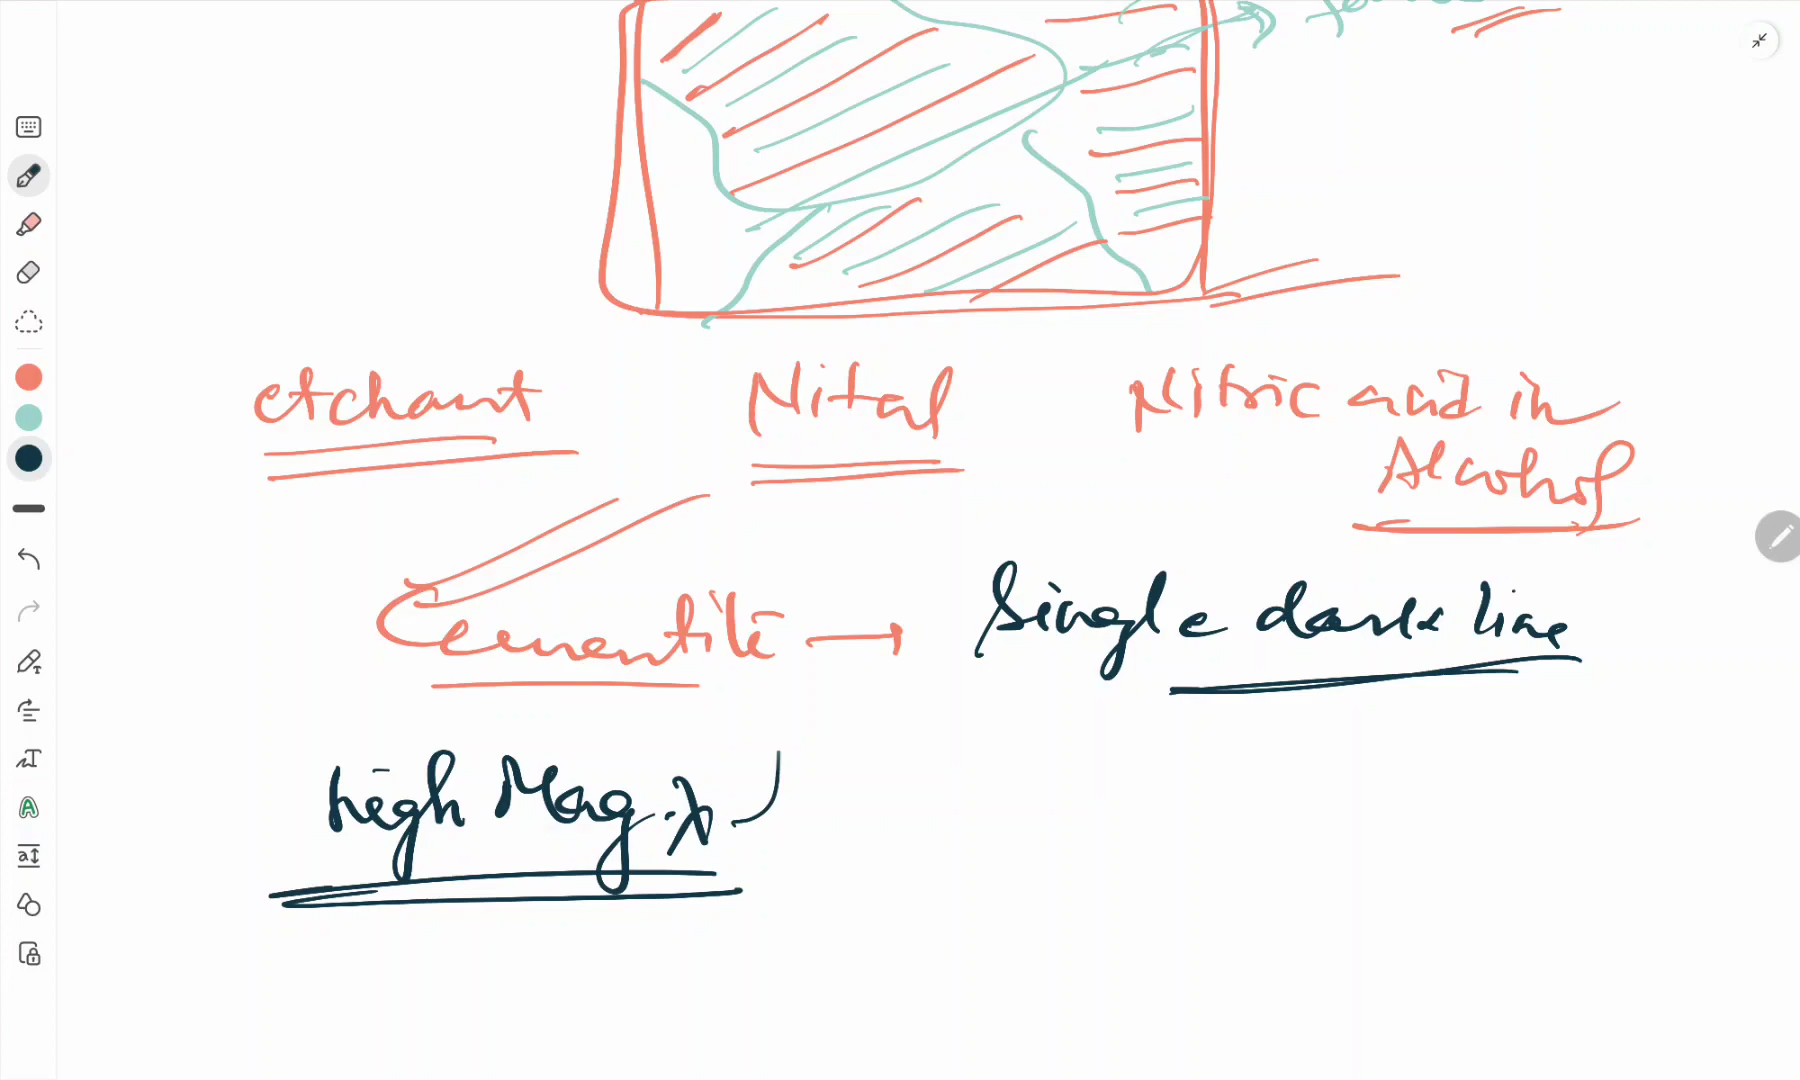 etchant Nital Nitric acid in
Alcohol
Cementite → Single dark line
high Mag.